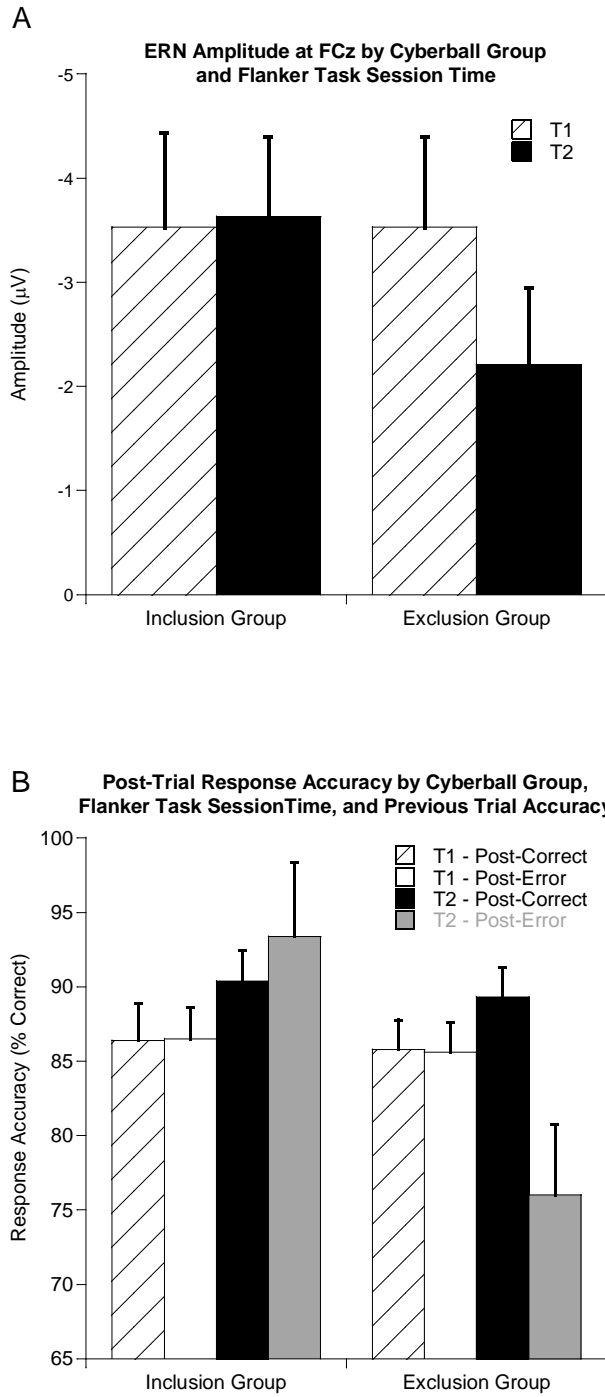 A
ERN Amplitude at FCz by Cyberball Group
and Flanker Task Session Time
-5
-4
-3
-2
-1
0
Amplitude (μV)
T1
T2
Inclusion Group
Exclusion Group
B
Post-Trial Response Accuracy by Cyberball Group,
Flanker Task SessionTime, and Previous Trial Accuracy
100
95
90
85
80
75
70
65
Response Accuracy (% Correct)
T1 - Post-Correct
T1 - Post-Error
T2 - Post-Correct
T2 - Post-Error
Inclusion Group
Exclusion Group